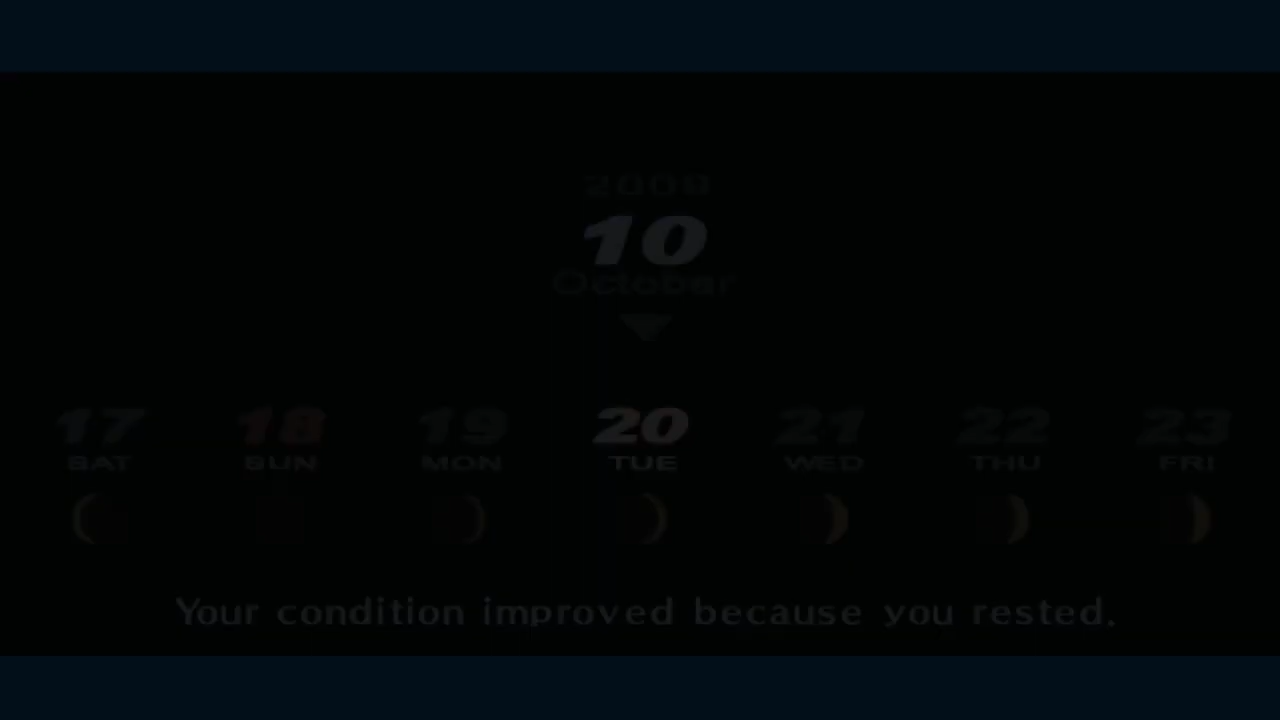 2009
10
October
17 18 19 20 21 22 23
SAT SUN MON TUE WED THU FRI
Your condition improved because you rested.